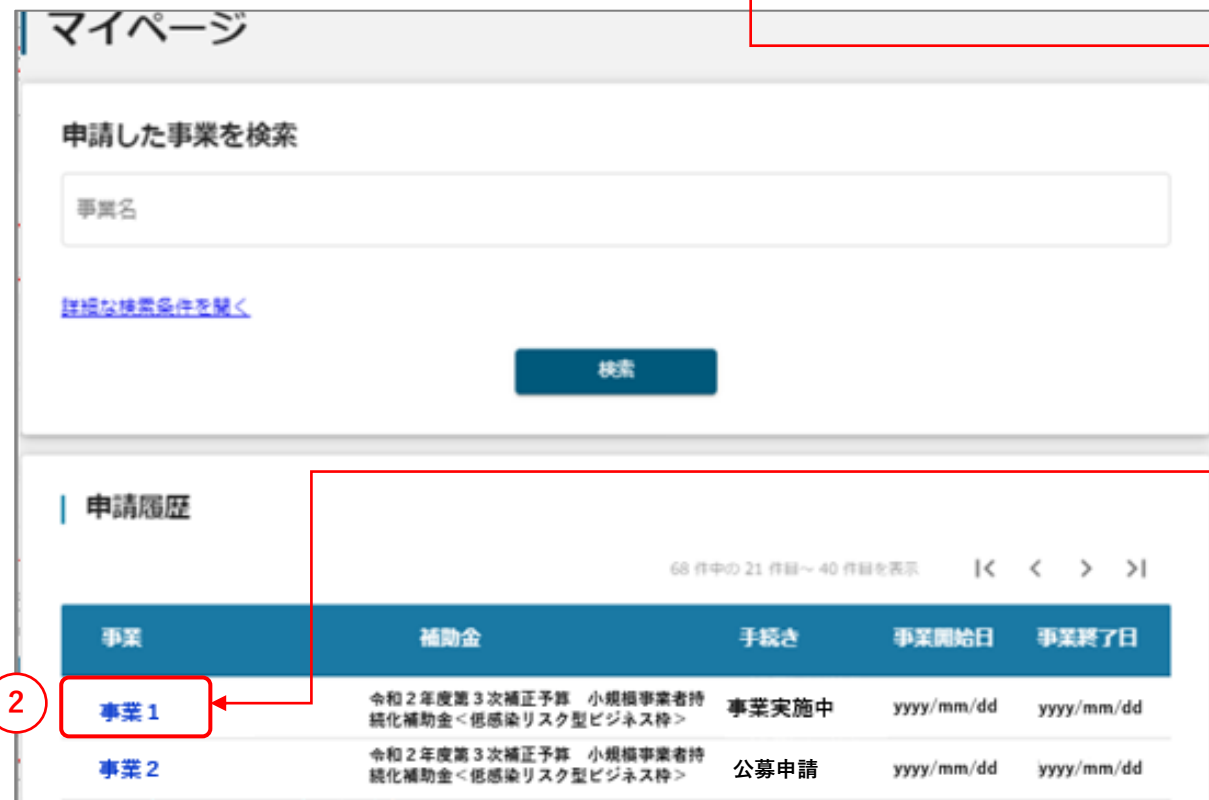 マイページ
申請した事業を検索
事業名
詳細な検索条件を開く
検索
申請履歴
68 件中の 21 件目～ 40 件目を表示
事業 補助金 手続き 事業開始日 事業終了日
令和２年度第３次補正予算　小規模事業者持
2 事業１ 事業実施中 yyyy/mm/dd yyyy/mm/dd
続化補助金＜低感染リスク型ビジネス枠＞
令和２年度第３次補正予算　小規模事業者持
事業２ 公募申請 yyyy/mm/dd yyyy/mm/dd
続化補助金＜低感染リスク型ビジネス枠＞